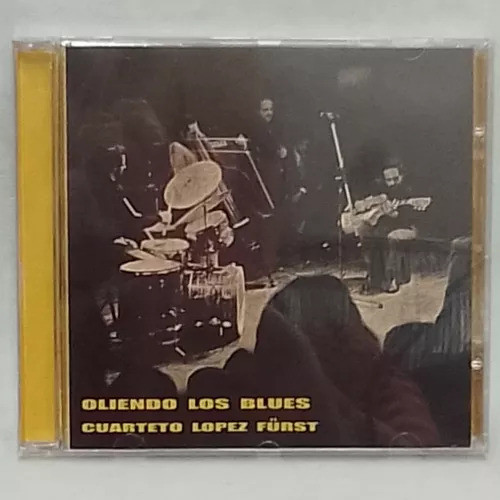 OLIENDO LOS BLUES
CUARTETO LOPEZ FÜRST